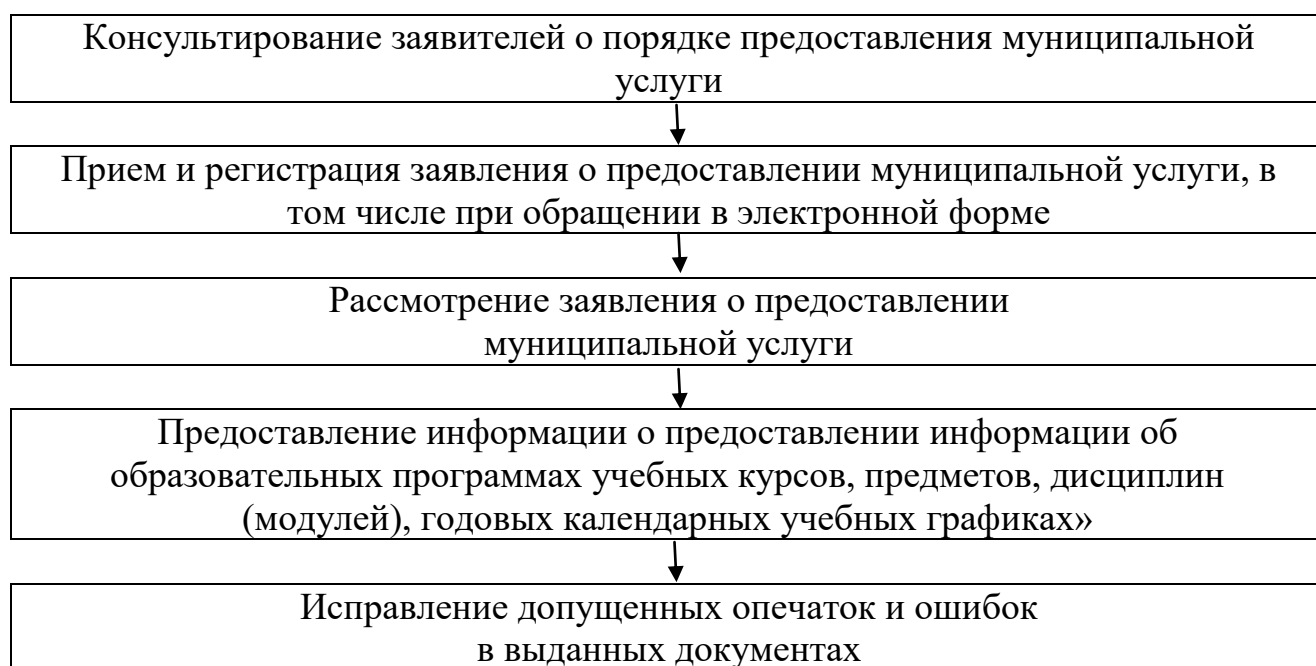 Консультирование заявителей о порядке предоставления муниципальной
услуги
Прием и регистрация заявления о предоставлении муниципальной услуги, в
том числе при обращении в электронной форме
Рассмотрение заявления о предоставлении
муниципальной услуги
Предоставление информации о предоставлении информации об
образовательных программах учебных курсов, предметов, дисциплин
(модулей), годовых календарных учебных графиках»
Исправление допущенных опечаток и ошибок
в выданных документах